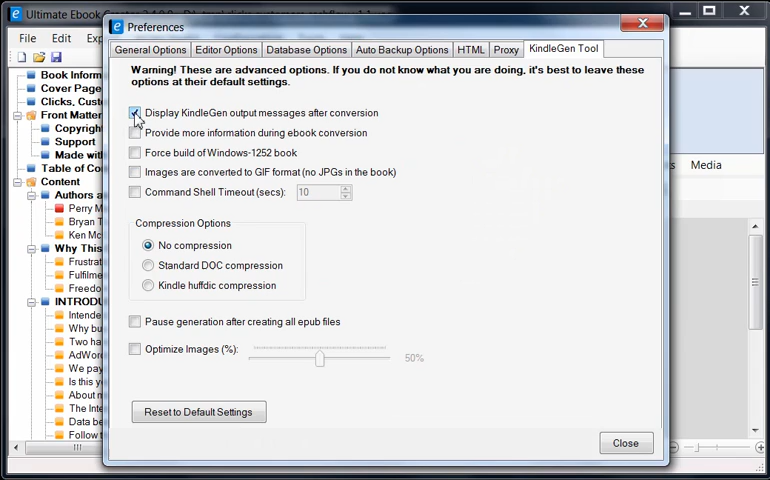 Ultimate Ebook Creator
Preferences
File Edit
General Options Editor Options Database Options Auto Backup Options HTML Proxy KindleGen Tool
Warning! These are advanced options. If you do not know what you are doing, it's best to leave these
options at their default settings.
Display KindleGen output messages after conversion
Provide more information during ebook conversion
Force build of Windows-1252 book
Images are converted to GIF format (no JPGs in the book)
Command Shell Timeout (secs): 10
Compression Options
No compression
Standard DOC compression
Kindle huffdic compression
Pause generation after creating all epub files
Optimize Images (%): 50%
Reset to Default Settings
Close
Book Inform
Cover Page
Clicks, Custo
Front Matter
Copyrigh
Support
Made wit
Table of Co
Content
Authors a
Perry M
Bryan T
Ken Mc
Why This
Frustrat
Fulfilme
Freedo
INTRODU
Intende
Why bu
Two ha
AdWor
We pay
Is this y
About n
The Inte
Data be
Follow t
Media